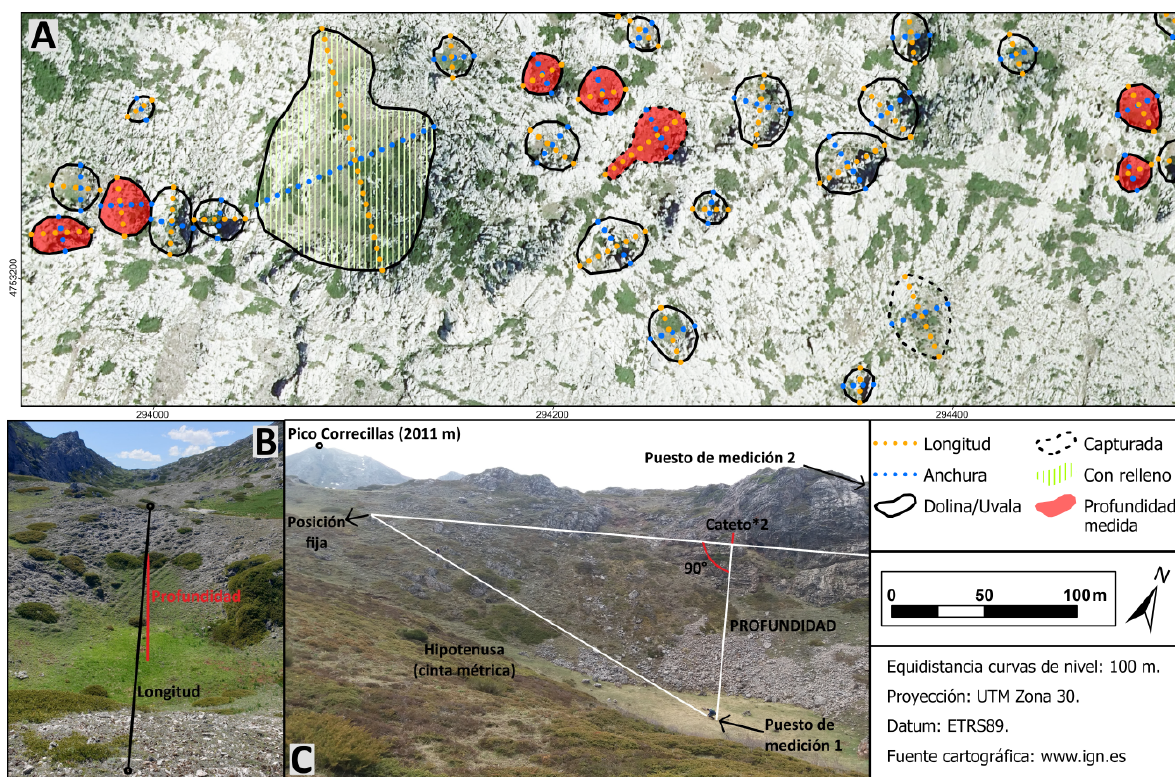 A
4753200
294000
294200
294400
B
Profundidad
Longitud
Pico Correcillas (2011 m)
Puesto de medición 2
Posición
fija
Cateto*2
90°
PROFUNDIDAD
Hipotenusa
(cinta métrica)
Puesto de
medición 1
C
Longitud
Anchura
Dolina/Uvala
Capturada
Con relleno
Profundidad
medida
0
50
100 m
N
Equidistancia curvas de nivel: 100 m.
Proyección: UTM Zona 30.
Datum: ETRS89.
Fuente cartográfica: www.ign.es